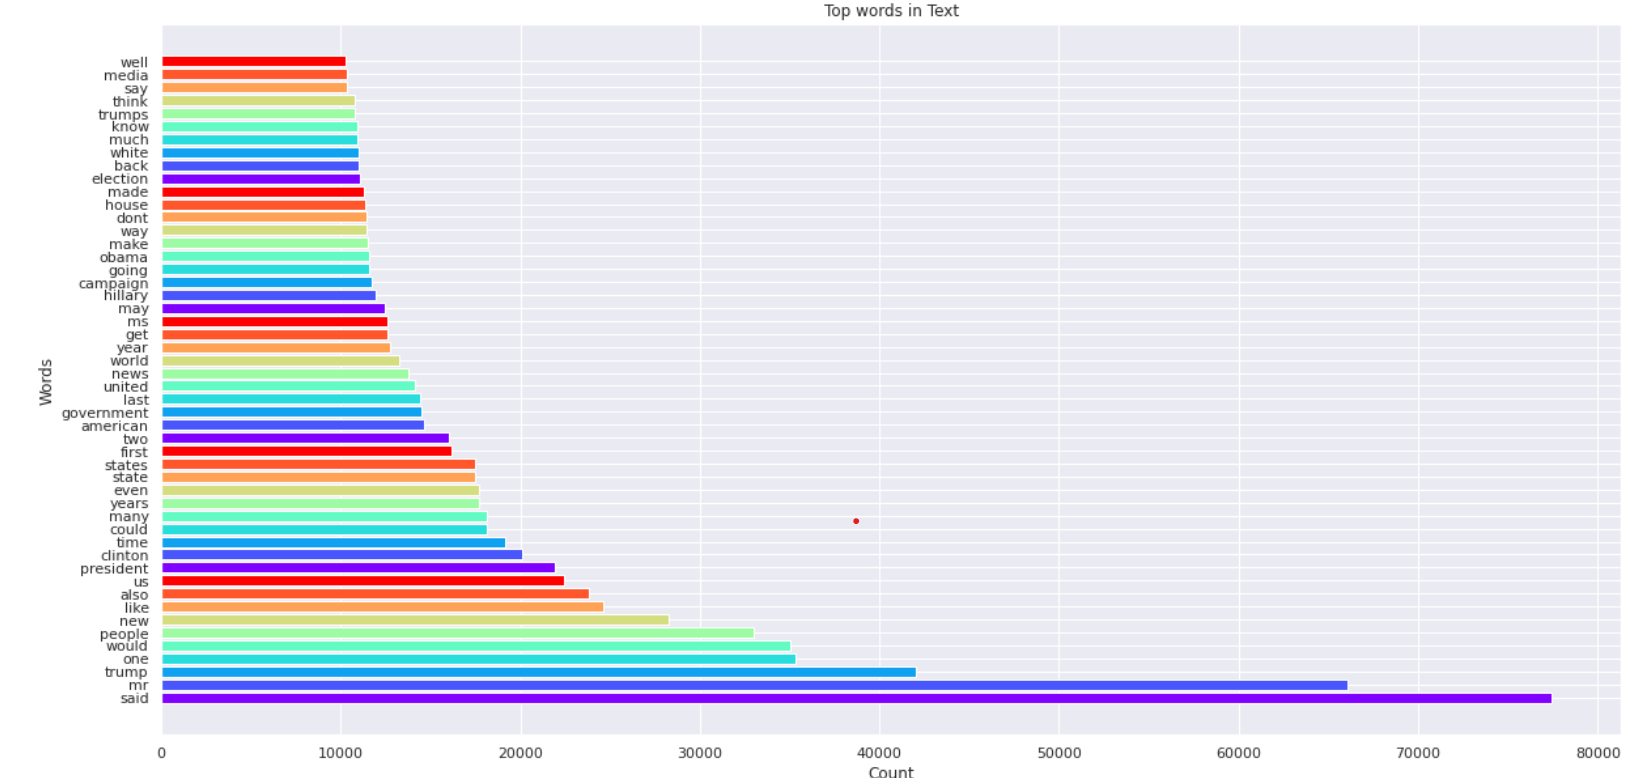 Top words in Text
well
media
say
think
trumps
know
much
white
back
election
made
house
dont
way
make
obama
going
campaign
hillary
may
ms
get
year
world
news
united
last
government
american
two
first
states
state
even
years
many
could
time
clinton
president
us
also
like
new
people
would
one
trump
mr
said
Words
0 10000 20000 30000 40000 50000 60000 70000 80000
Count